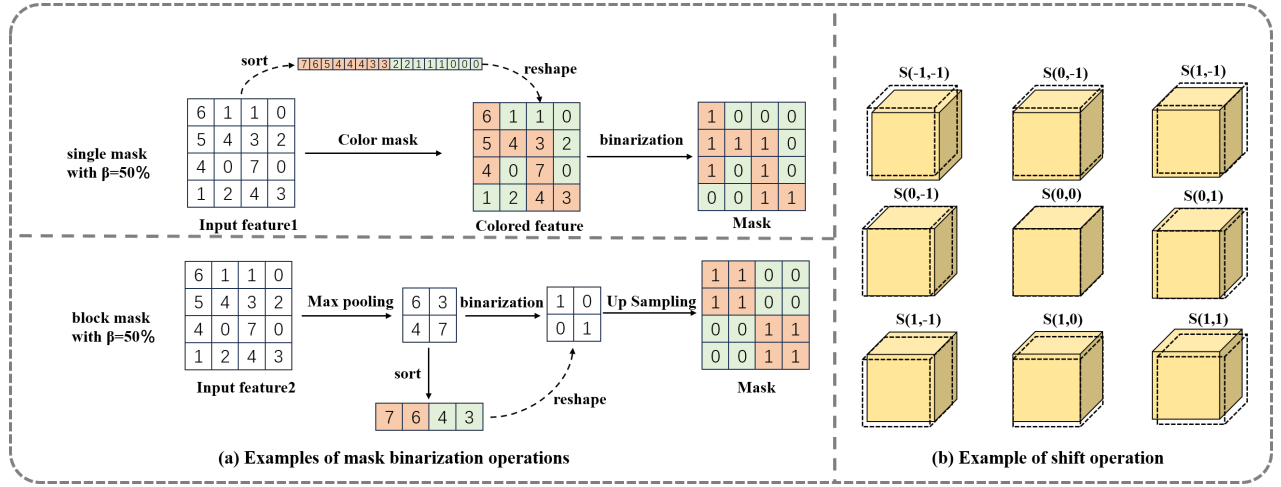 sort
7 6 5 4 4 4 3 3 2 2 1 1 1 0 0 0
reshape
single mask
with β=50%
6 1 1 0
5 4 3 2
4 0 7 0
1 2 4 3
Input feature1
Color mask
6 1 1 0
5 4 3 2
4 0 7 0
1 2 4 3
Colored feature
binarization
1 0 0 0
1 1 1 0
1 0 1 0
0 0 1 1
Mask
block mask
with β=50%
6 1 1 0
5 4 3 2
4 0 7 0
1 2 4 3
Input feature2
Max pooling
6 3
4 7
binarization
1 0
0 1
Up Sampling
1 1 0 0
1 1 0 0
0 0 1 1
0 0 1 1
Mask
sort
7 6 4 3
reshape
(a) Examples of mask binarization operations
S(-1,-1) S(0,-1) S(1,-1)
S(0,-1) S(0,0) S(0,1)
S(1,-1) S(1,0) S(1,1)
(b) Example of shift operation